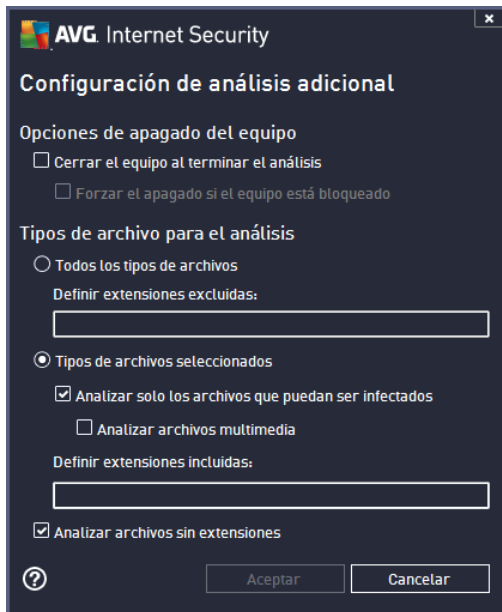 AVG. Internet Security
Configuración de análisis adicional
Opciones de apagado del equipo
Cerrar el equipo al terminar el análisis
Forzar el apagado si el equipo está bloqueado
Tipos de archivo para el análisis
Todos los tipos de archivos
Definir extensiones excluidas:
Tipos de archivos seleccionados
Analizar solo los archivos que puedan ser infectados
Analizar archivos multimedia
Definir extensiones incluidas:
Analizar archivos sin extensiones
Aceptar
Cancelar